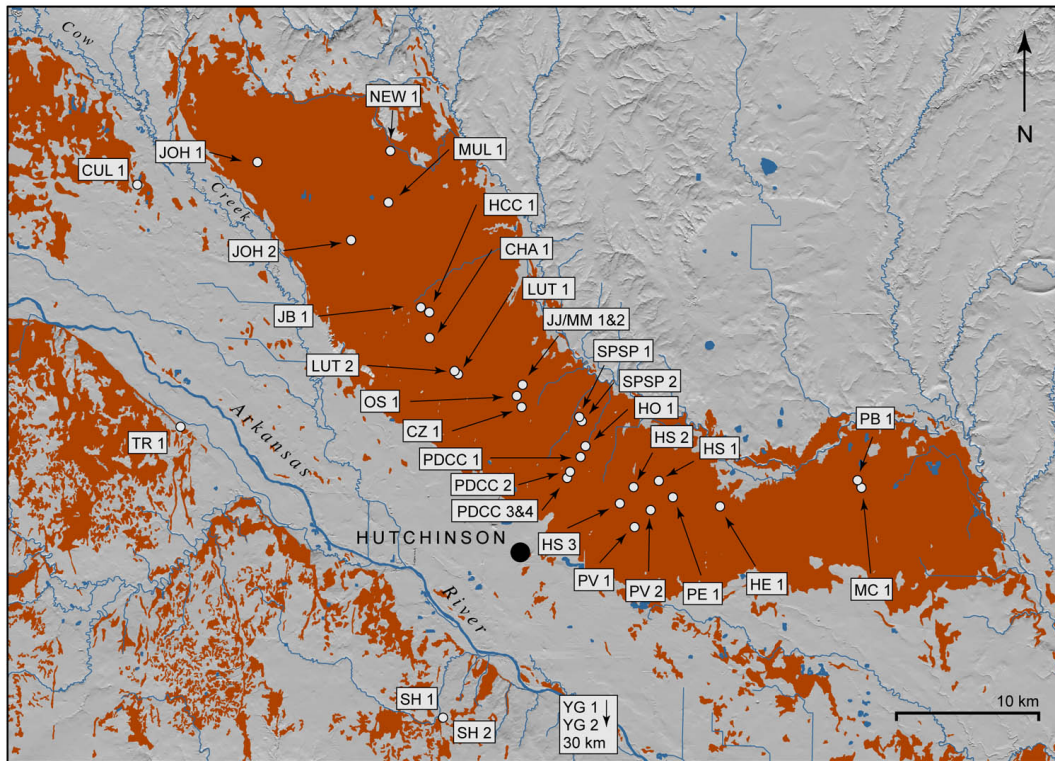 Cow
N
NEW 1
MUL 1
JOH 1
CUL 1
Creek
HCC 1
JOH 2
CHA 1
LUT 1
JB 1
JJ/MM 1&2
SPSP 1
LUT 2
SPSP 2
OS 1
HO 1
PB 1
TR 1
Arkansas
CZ 1
HS 2
HS 1
PDCC 1
PDCC 2
PDCC 3&4
HUTCHINSON
HS 3
PV 1
PV 2
PE 1
HE 1
MC 1
River
SH 1
SH 2
YG 1
YG 2
30 km
10 km